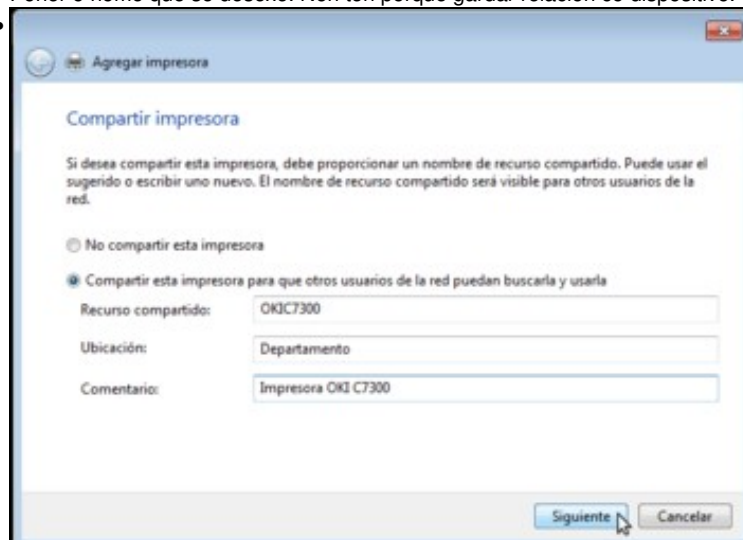 Agregar impresora
Compartir impresora
Si desea compartir esta impresora, debe proporcionar un nombre de recurso compartido. Puede usar el
sugerido o escribir uno nuevo. El nombre de recurso compartido será visible para otros usuarios de la
red.
No compartir esta impresora
Compartir esta impresora para que otros usuarios de la red puedan buscarla y usarla
Recurso compartido: OKIC7300
Ubicación: Departamento
Comentario: Impresora OKI C7300
Siguiente Cancelar